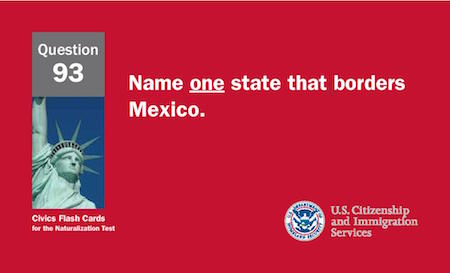 Question
93
Name one state that borders
Mexico.
Civics Flash Cards
for the Naturalization Test
U.S. Citizenship
and Immigration
Services